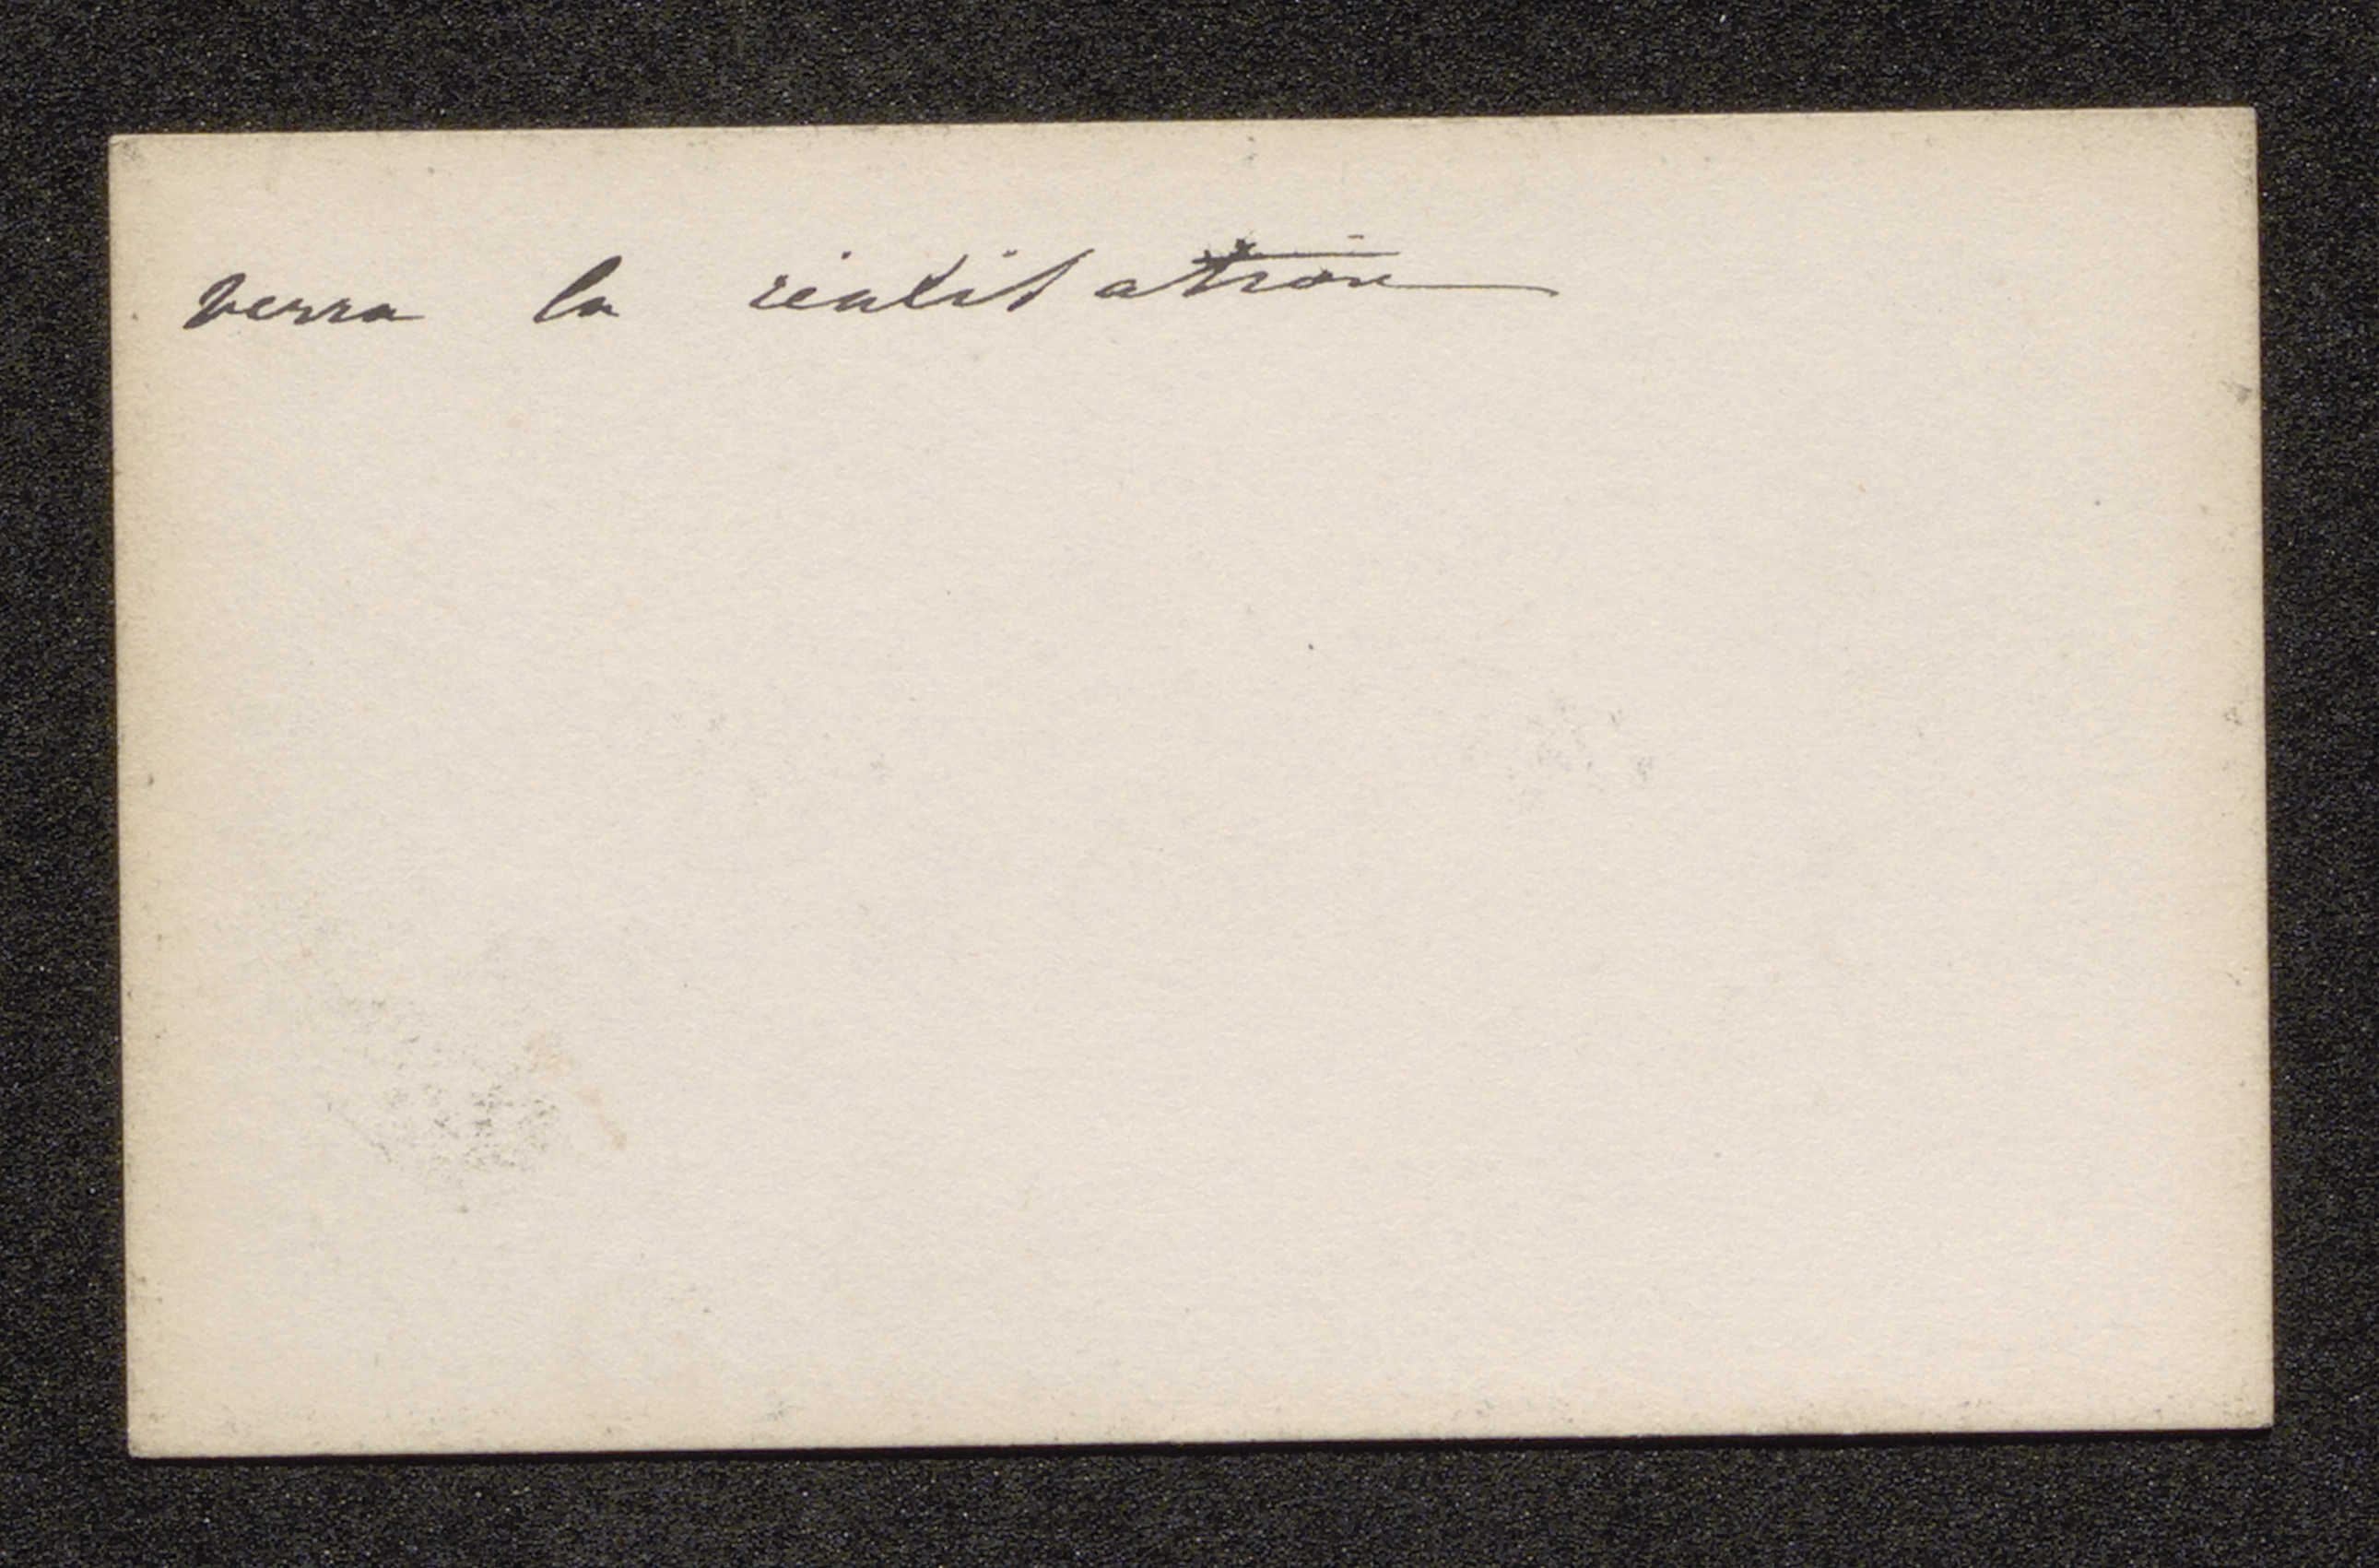 verra la réalisation